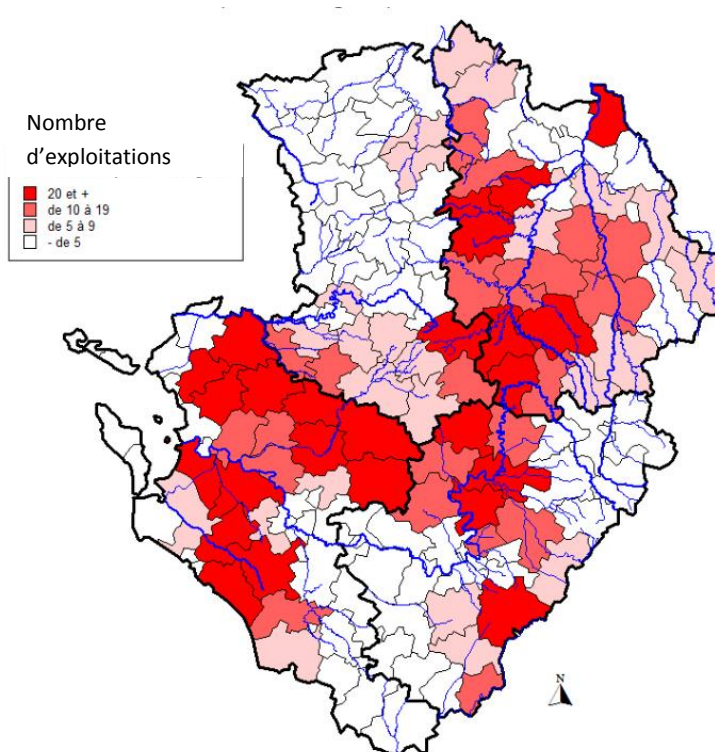 Nombre
d’exploitations
20 et +
de 10 à 19
de 5 à 9
- de 5
N